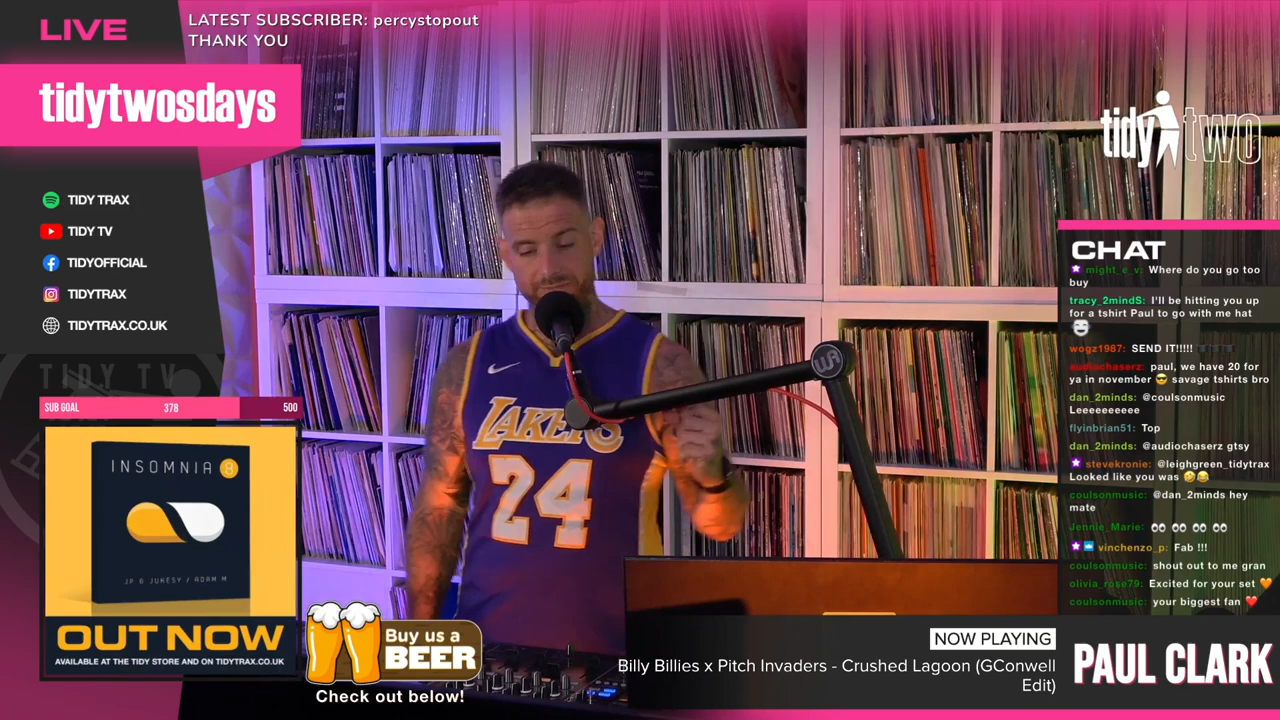 LIVE
LATEST SUBSCRIBER: percystopout
THANK YOU
tidytwosdays
TIDY TRAX
TIDY TV
TIDYOFFICIAL
TIDYTRAX
TIDYTRAX.CO.UK
TIDY TV
SUB GOAL 378 500
INSOMNIA 8
JP & JUKESY / ADAM M
OUT NOW
AVAILABLE AT THE TIDY STORE AND ON TIDYTRAX.CO.UK
Buy us a
BEER
Check out below!
LAKERS
24
tidy two
CHAT
might_e_v: Where do you go too
buy
tracy_2mindS: I'll be hitting you up
for a tshirt Paul to go with me hat
wogz1987: SEND IT!!!!!
audiochaserz: paul, we have 20 for
ya in november 😎 savage tshirts bro
dan_2minds: @coulsonmusic
Leeeeeeeeee
flyinbrian51: Top
dan_2minds: @audiochaserz gtsy
stevekronie: @leighgreen_tidytrax
Looked like you was 🤣😂
coulsonmusic: @dan_2minds hey
mate
Jennie_Marie: 👀 👀 👀 👀
vinchenzo_p: Fab !!!
coulsonmusic: shout out to me gran
olivia_rose79: Excited for your set 🧡
coulsonmusic: your biggest fan ❤️
NOW PLAYING
Billy Billies x Pitch Invaders - Crushed Lagoon (GConwell
Edit)
PAUL CLARK